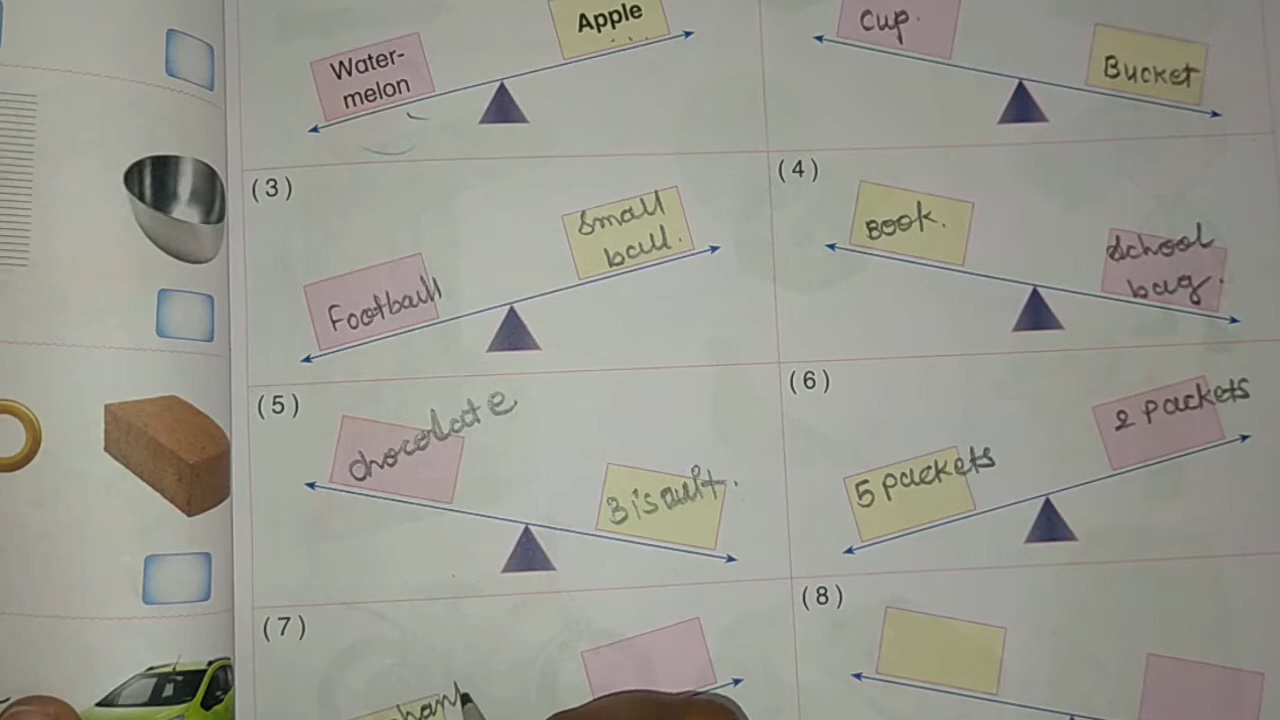 Apple
Water-
melon
Cup.
Bucket
(3)
Small
ball.
Football
(4)
Book.
School
bag.
(5)
chocolate
Biscuit.
(6)
2 packets
5 packets
(7)
(8)